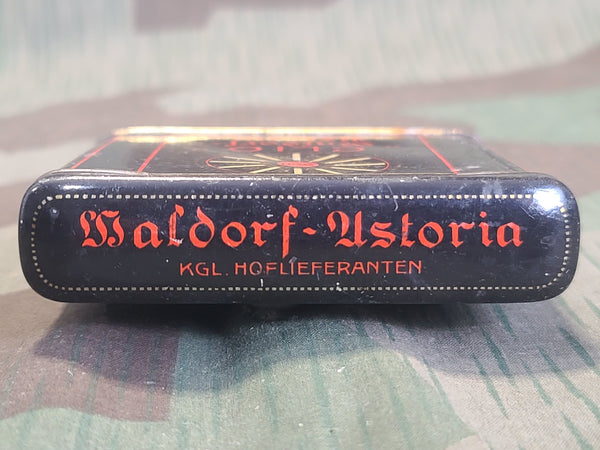 Waldorf-Astoria
KGL. HOFLIEFERANTEN